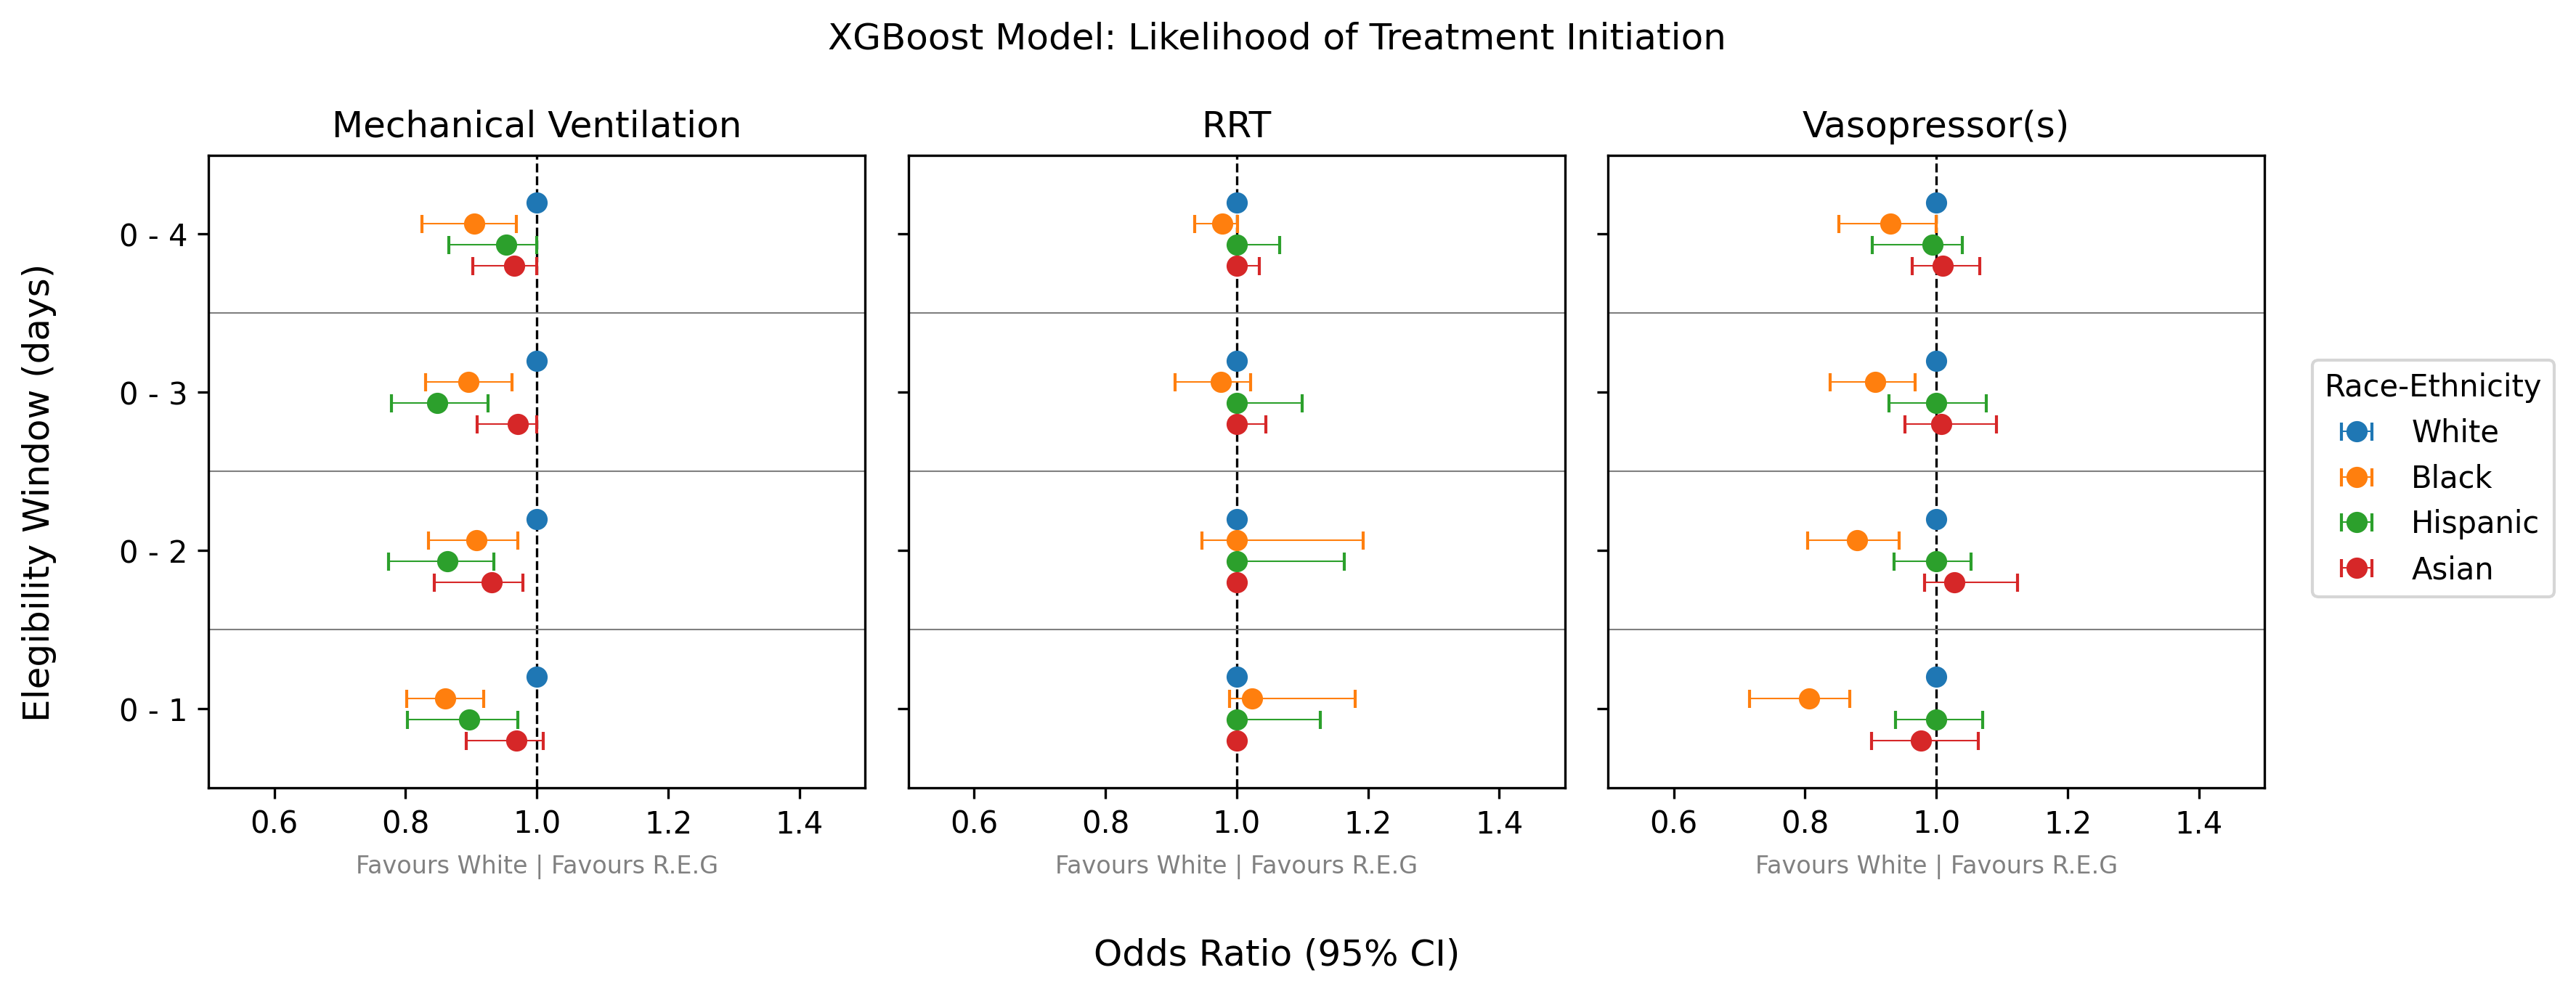 XGBoost Model: Likelihood of Treatment Initiation
Mechanical Ventilation
RRT
Vasopressor(s)
Elegibility Window (days)
0 - 4
0 - 3
0 - 2
0 - 1
0.6 0.8 1.0 1.2 1.4
0.6 0.8 1.0 1.2 1.4
0.6 0.8 1.0 1.2 1.4
Favours White | Favours R.E.G
Favours White | Favours R.E.G
Favours White | Favours R.E.G
Odds Ratio (95% CI)
Race-Ethnicity
White
Black
Hispanic
Asian